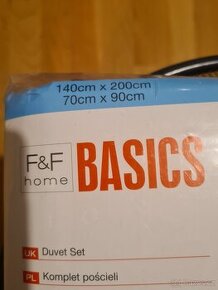 140cm x 200cm
70cm x 90cm
F&F
home
BASICS
UK Duvet Set
PL Komplet pościeli